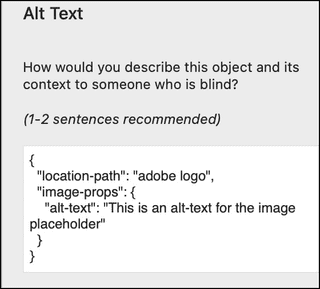 Alt Text
How would you describe this object and its
context to someone who is blind?
(1-2 sentences recommended)
{
"location-path": "adobe logo",
"image-props": {
"alt-text": "This is an alt-text for the image
placeholder"
}
}